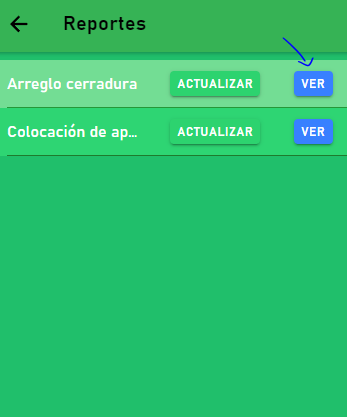 Reportes
Arreglo cerradura ACTUALIZAR VER
Colocación de ap... ACTUALIZAR VER